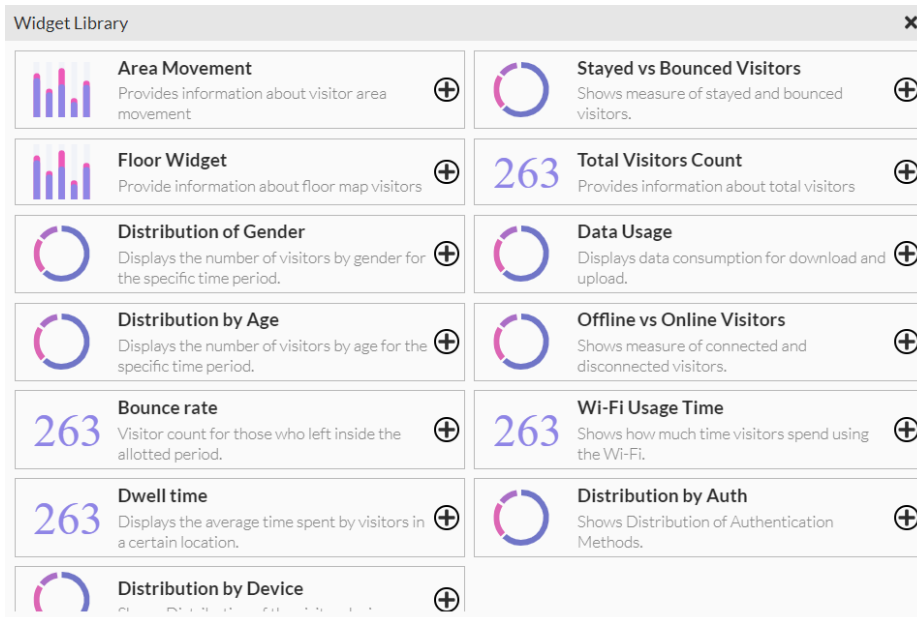 Widget Library
Area Movement
Provides information about visitor area
movement
Stayed vs Bounced Visitors
Shows measure of stayed and bounced
visitors.
Floor Widget
Provide information about floor map visitors
263
Total Visitors Count
Provides information about total visitors
Distribution of Gender
Displays the number of visitors by gender for
the specific time period.
Data Usage
Displays data consumption for download and
upload.
Distribution by Age
Displays the number of visitors by age for the
specific time period.
Offline vs Online Visitors
Shows measure of connected and
disconnected visitors.
263
Bounce rate
Visitor count for those who left inside the
allotted period.
263
Wi-Fi Usage Time
Shows how much time visitors spend using
the Wi-Fi.
263
Dwell time
Displays the average time spent by visitors in
a certain location.
Distribution by Auth
Shows Distribution of Authentication
Methods.
Distribution by Device